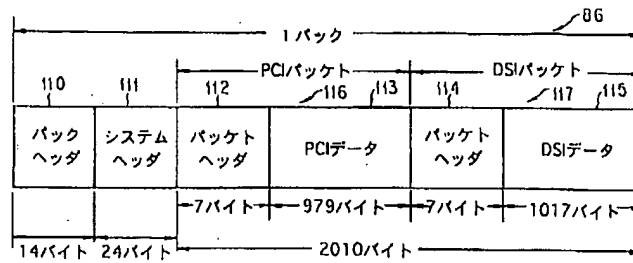 86
1パック
PCIパケット
DSIパケット
110
111
112
116
113
114
117
115
パック
ヘッダ
システム
ヘッダ
パケット
ヘッダ
PCIデータ
パケット
ヘッダ
DSIデータ
7バイト
979バイト
7バイト
1017バイト
14バイト
24バイト
2010バイト